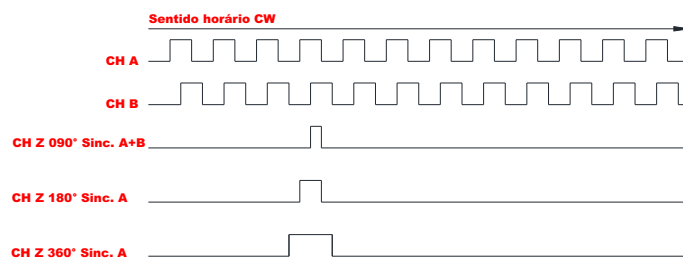 Sentido horário CW
CH A
CH B
CH Z 090° Sinc. A+B
CH Z 180° Sinc. A
CH Z 360° Sinc. A